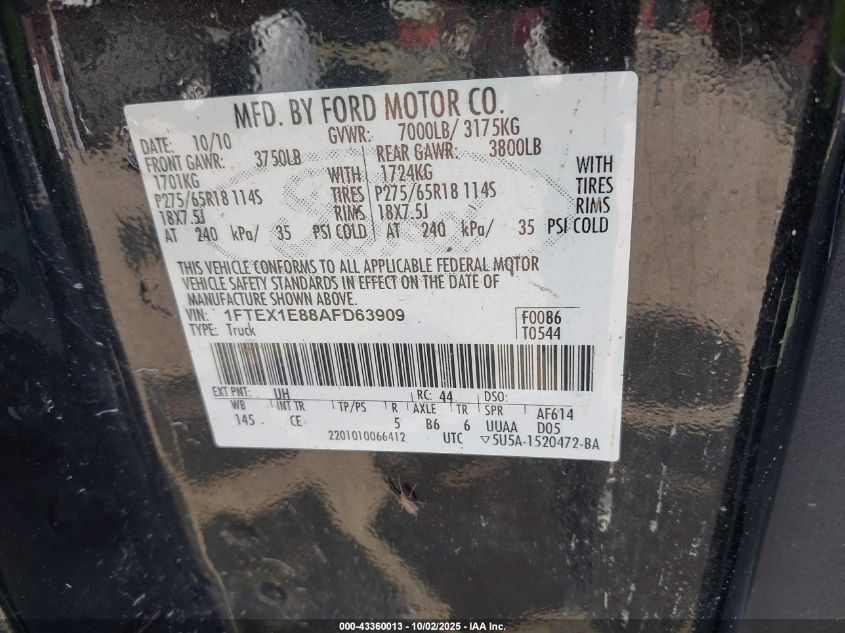 MFD. BY FORD MOTOR CO.
DATE: 10/10 GVWR: 7000LB/ 3175KG
FRONT GAWR: 3750LB REAR GAWR: 3800LB
1701KG WITH 1724KG WITH
P275/65R18 114S TIRES P275/65R18 114S TIRES
18X7.5J RIMS 18X7.5J RIMS
AT 240 kPa/ 35 PSI COLD AT 240 kPa/ 35 PSI COLD
THIS VEHICLE CONFORMS TO ALL APPLICABLE FEDERAL MOTOR
VEHICLE SAFETY STANDARDS IN EFFECT ON THE DATE OF
MANUFACTURE SHOWN ABOVE.
VIN: 1FTEX1E88AFD63909 F0086
TYPE: Truck T0544
EXT PNT: UH RC: 44 DSO:
WB INT TR TP/PS R AXLE TR SPR AF614
145 CE 5 B6 6 UUAA D05
2201010066412 UTC ▽5U5A-1520472-BA
000-43360013 - 10/02/2025 - IAA Inc.